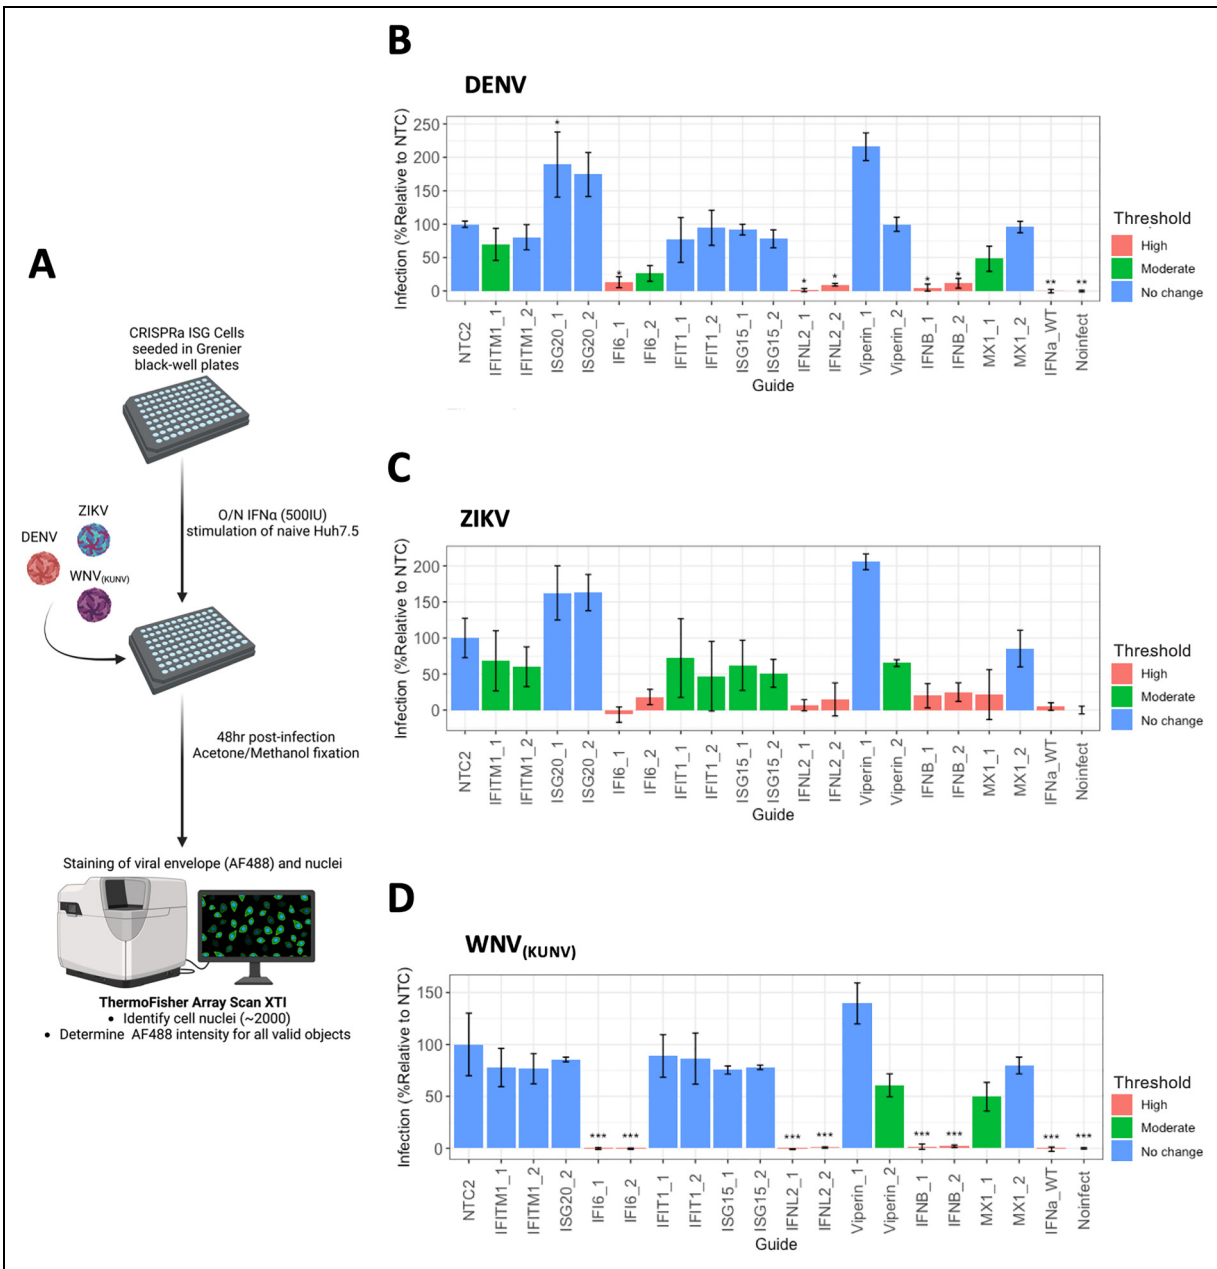 A
CRISPRa ISG Cells
seeded in Grenier
black-well plates
O/N IFNα (500IU)
stimulation of naive Huh7.5
ZIKV
DENV
WNV(KUNV)
48hr post-infection
Acetone/Methanol fixation
Staining of viral envelope (AF488) and nuclei
ThermoFisher Array Scan XTI
• Identify cell nuclei (~2000)
• Determine AF488 intensity for all valid objects
B
DENV
Infection (%Relative to NTC)
250
200
150
100
50
0
* * * * * * ** **
NTC2 IFITM1_1 IFITM1_2 ISG20_1 ISG20_2 IFI6_1 IFI6_2 IFIT1_1 IFIT1_2 ISG15_1 ISG15_2 IFNL2_1 IFNL2_2 Viperin_1 Viperin_2 IFNB_1 IFNB_2 MX1_1 MX1_2 IFNa_WT Noinfect
Guide
Threshold
High
Moderate
No change
C
ZIKV
Infection (%Relative to NTC)
200
150
100
50
0
NTC2 IFITM1_1 IFITM1_2 ISG20_1 ISG20_2 IFI6_1 IFI6_2 IFIT1_1 IFIT1_2 ISG15_1 ISG15_2 IFNL2_1 IFNL2_2 Viperin_1 Viperin_2 IFNB_1 IFNB_2 MX1_1 MX1_2 IFNa_WT Noinfect
Guide
Threshold
High
Moderate
No change
D
WNV(KUNV)
Infection (%Relative to NTC)
150
100
50
0
*** *** *** *** *** *** *** ***
NTC2 IFITM1_1 IFITM1_2 ISG20_2 IFI6_1 IFI6_2 IFIT1_1 IFIT1_2 ISG15_1 ISG15_2 IFNL2_1 IFNL2_2 Viperin_1 Viperin_2 IFNB_1 IFNB_2 MX1_1 MX1_2 IFNa_WT Noinfect
Guide
Threshold
High
Moderate
No change